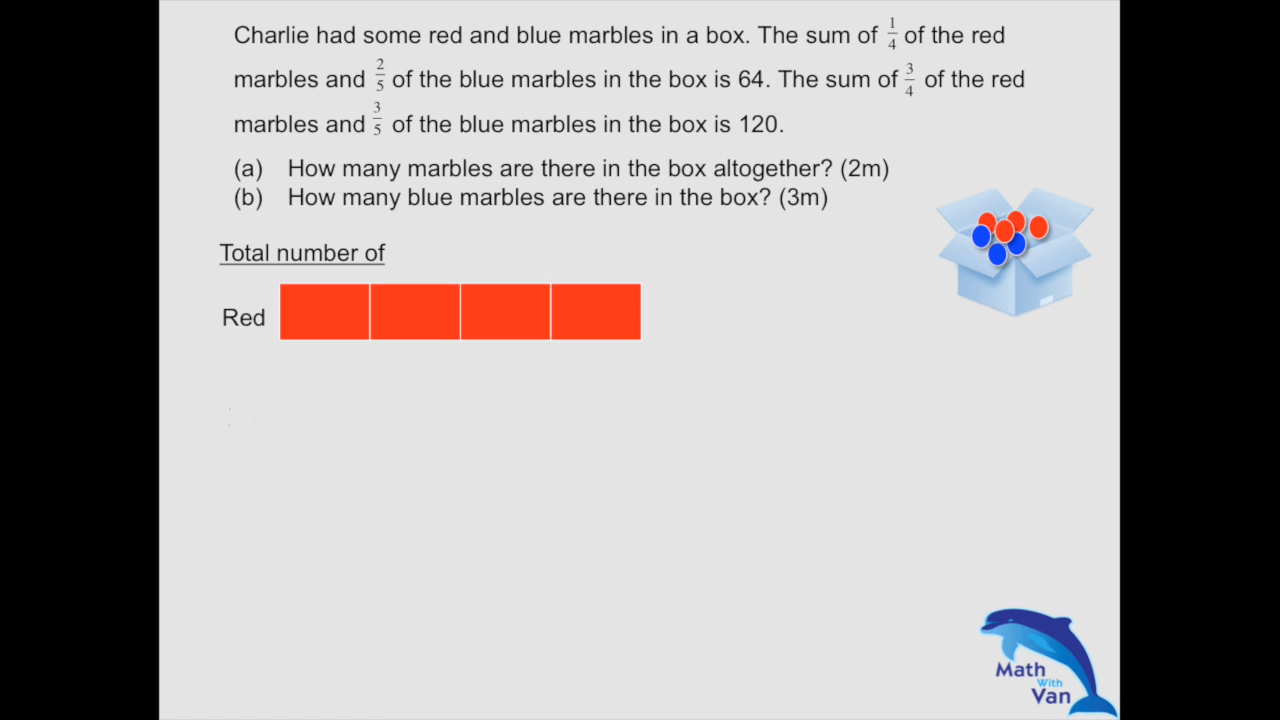 Charlie had some red and blue marbles in a box. The sum of 1/4 of the red
marbles and 2/5 of the blue marbles in the box is 64. The sum of 3/4 of the red
marbles and 3/5 of the blue marbles in the box is 120.
(a) How many marbles are there in the box altogether? (2m)
(b) How many blue marbles are there in the box? (3m)
Total number of
Red
Math
With
Van